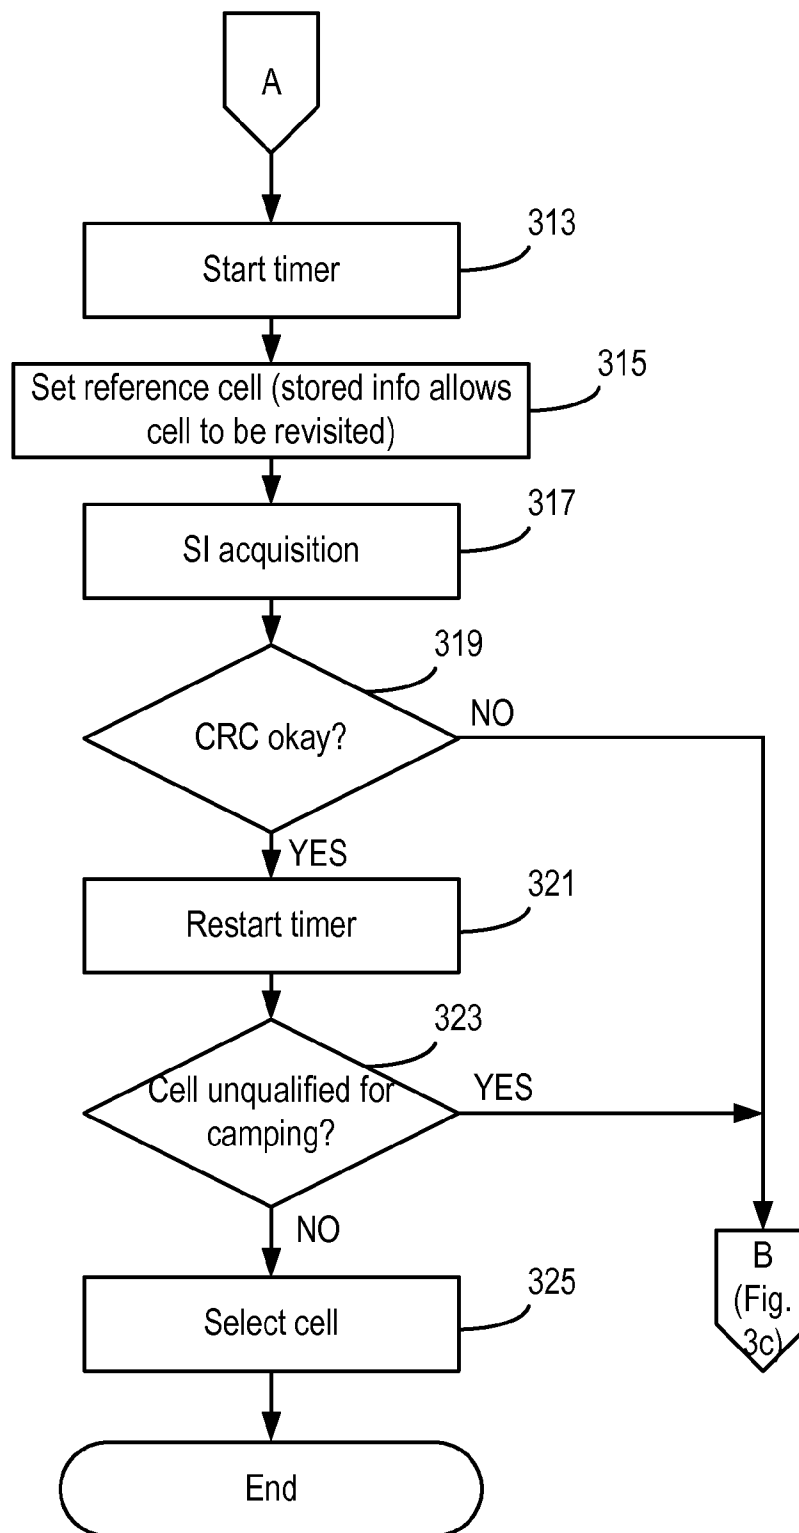 A
313
Start timer
315
Set reference cell (stored info allows
cell to be revisited)
317
SI acquisition
319
CRC okay?
NO
YES
321
Restart timer
323
Cell unqualified for
camping?
YES
NO
B
(Fig.
3c)
325
Select cell
End